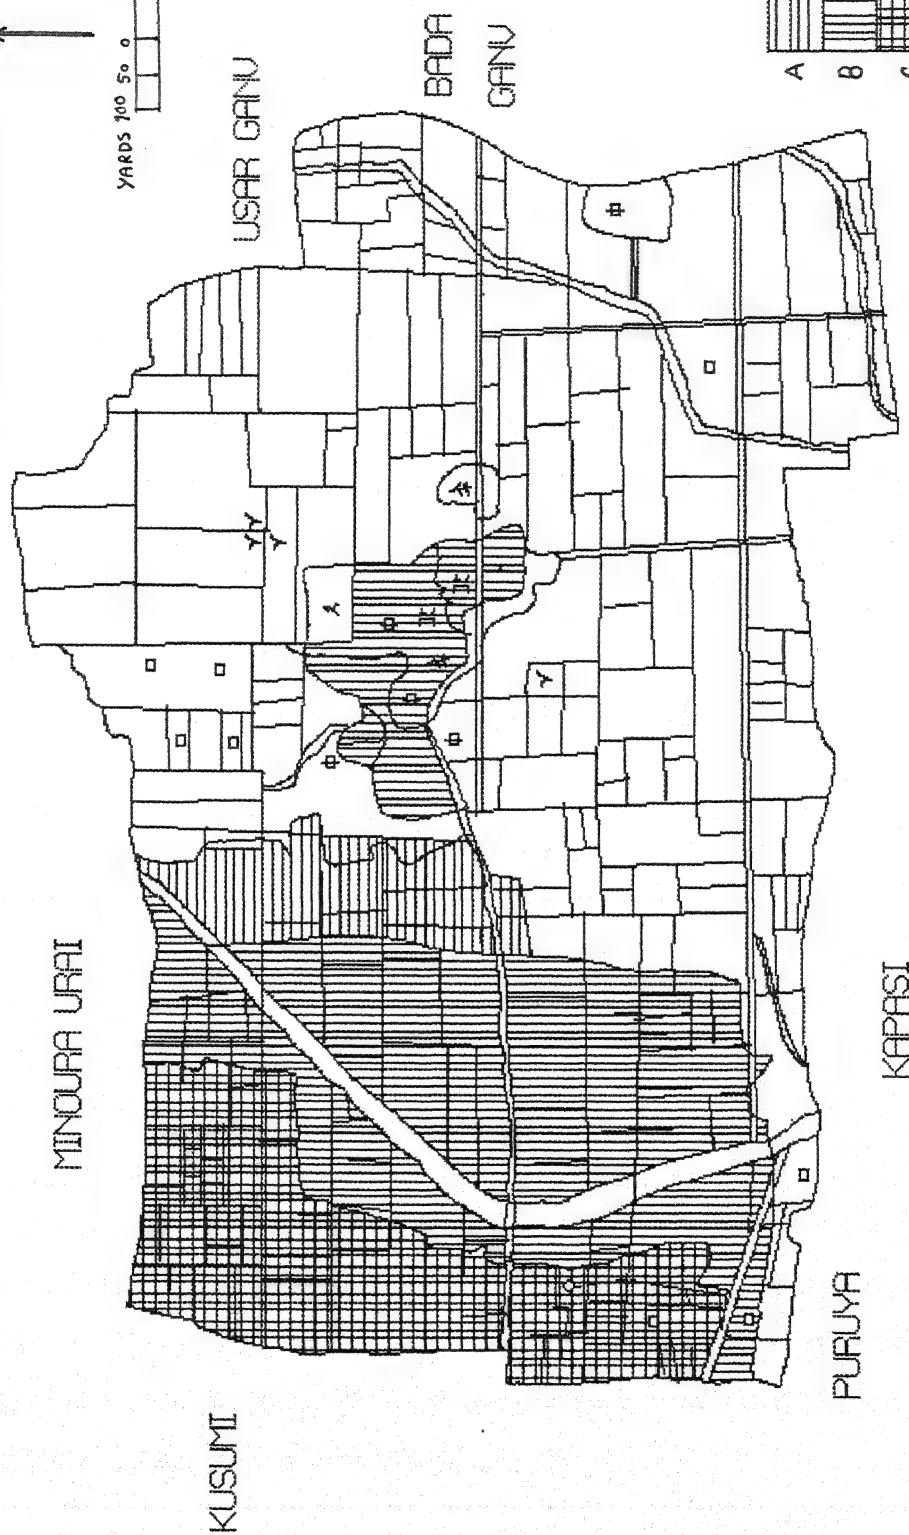 MINOURA URAI
YARDS 100 50 0
KUSUMI
USAR GANV
BADA
GANV
A
B
PURUYA
KAPASI